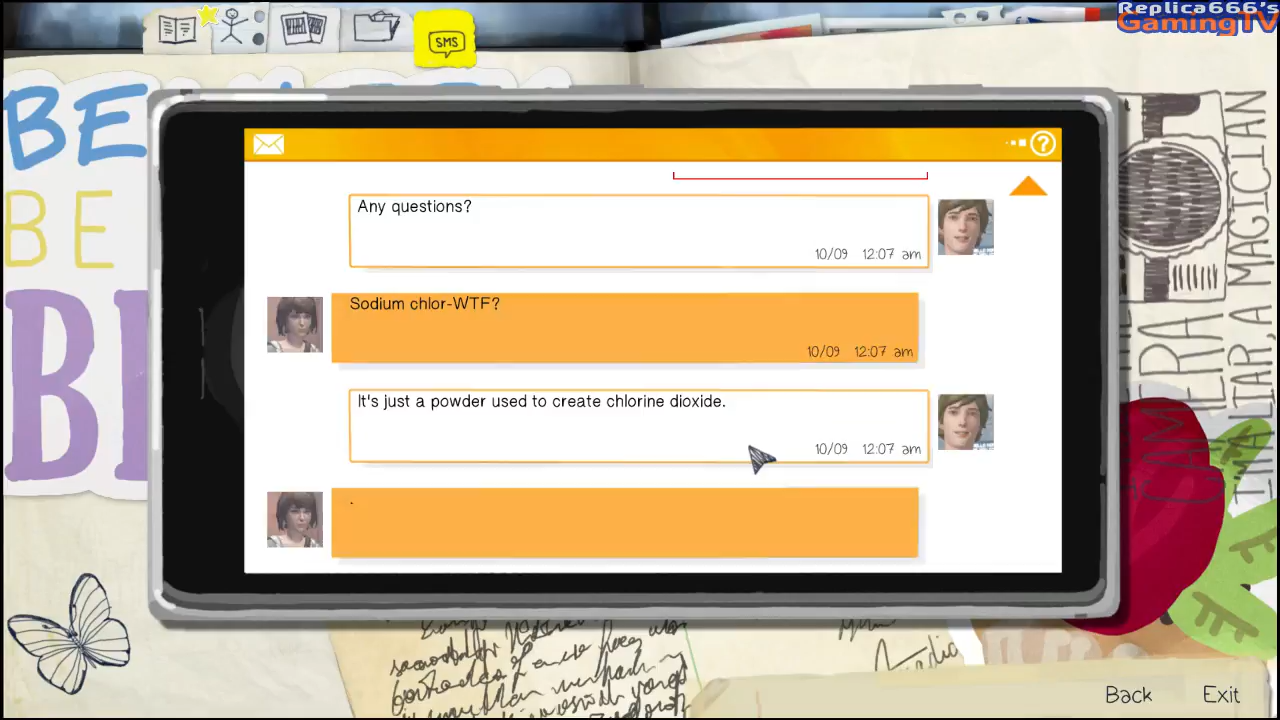 Replica666's
GamingTV
SMS
BE
BE
Any questions?
10/09 12:07 am
Sodium chlor-WTF?
10/09 12:07 am
It's just a powder used to create chlorine dioxide.
10/09 12:07 am
.
CAMERA
LIAR, A MAGICIAN
Back
Exit